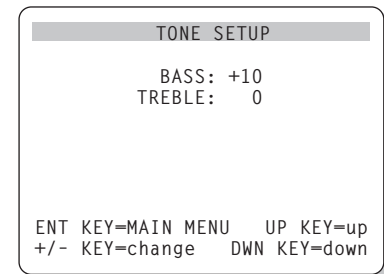 TONE SETUP
BASS: +10
TREBLE: 0
ENT KEY=MAIN MENU UP KEY=up
+/- KEY=change DWN KEY=down